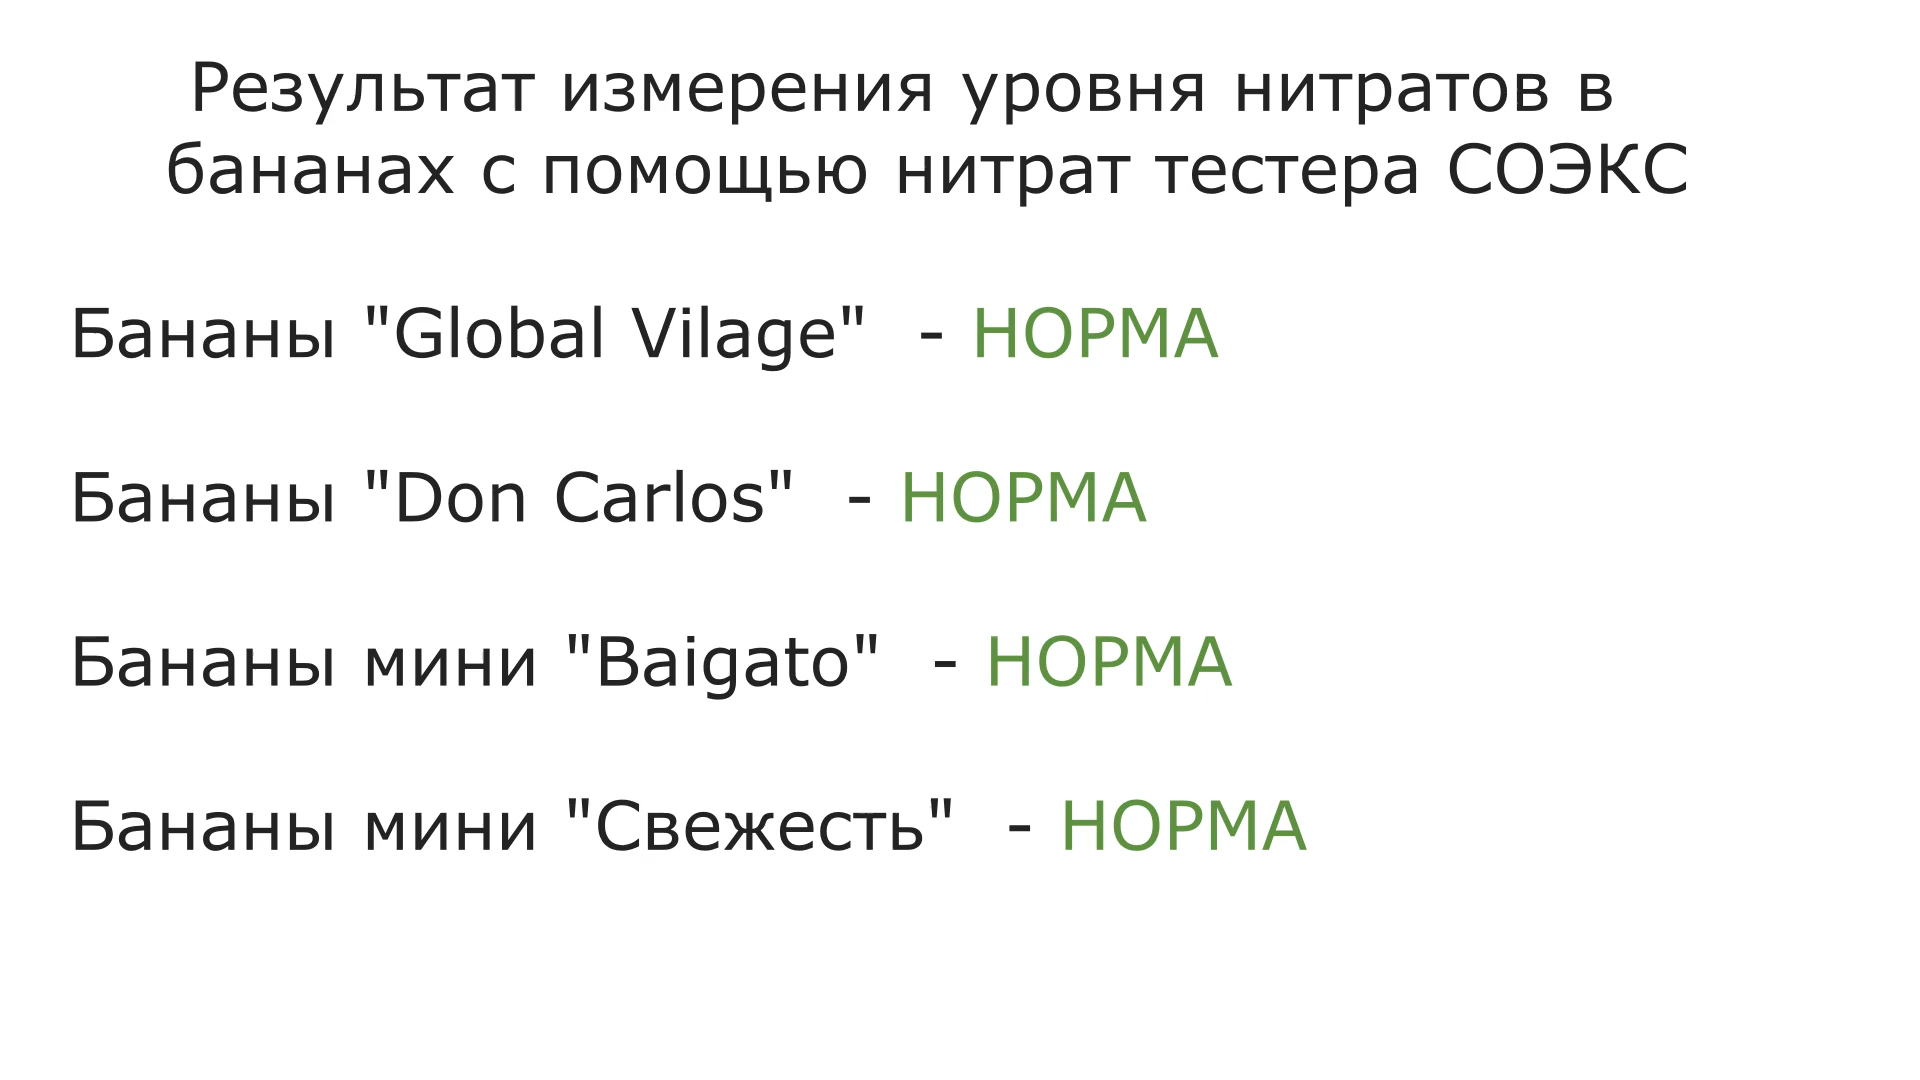 Результат измерения уровня нитратов в
бананах с помощью нитрат тестера СОЭКС
Бананы "Global Vilage" - НОРМА
Бананы "Don Carlos" - НОРМА
Бананы мини "Baigato" - НОРМА
Бананы мини "Свежесть" - НОРМА